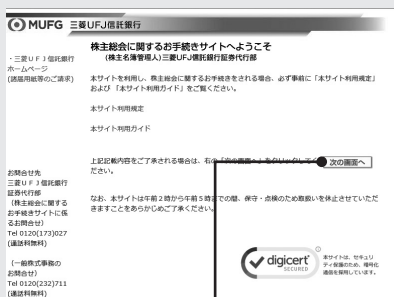 MUFG 三菱UFJ信託銀行
株主総会に関するお手続きサイトへようこそ
(株主名簿管理人)三菱UFJ信託銀行証券代行部
・三菱UFJ信託銀行
ホームページ
(諸届用紙等のご請求)
本サイトを利用し、株主総会に関するお手続きをされる場合、必ず事前に「本サイト利用規定」
および 「本サイト利用ガイド」をご覧ください。
本サイト利用規定
本サイト利用ガイド
上記記載内容をご了承される場合は、右の「次の画面へ」をクリックしてく
ださい。
次の画面へ
なお、本サイトは午前2時から午前5時までの間、保守・点検のため取扱いを休止させていただ
きますことをあらかじめご了承ください。
お問合せ先
三菱UFJ信託銀行
証券代行部
(株主総会に関する
お手続きサイトに係
るお問合せ)
Tel 0120(173)027
(通話料無料)
(一般株式事務の
お問合せ)
Tel 0120(232)711
(通話料無料)
digicert
SECURED
本サイトは、セキュリ
ティ保護のため、暗号化
通信を採用しています。